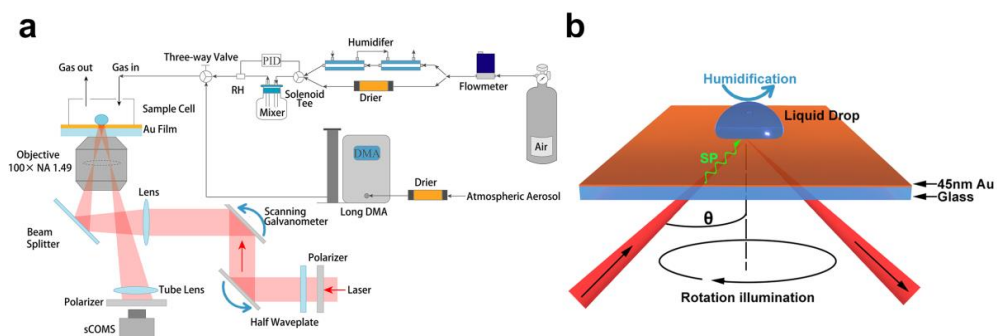 a
Gas out
Gas in
Three-way Valve
Humidifer
PID
RH
Solenoid
Tee
Mixer
Drier
Flowmeter
Air
Sample Cell
Au Film
Objective
100× NA 1.49
DMA
Long DMA
Drier
Atmospheric Aerosol
Lens
Scanning
Galvanometer
Beam
Splitter
Polarizer
Laser
Half Waveplate
Tube Lens
Polarizer
sCOMS
b
Humidification
Liquid Drop
SP
45nm Au
Glass
θ
Rotation illumination